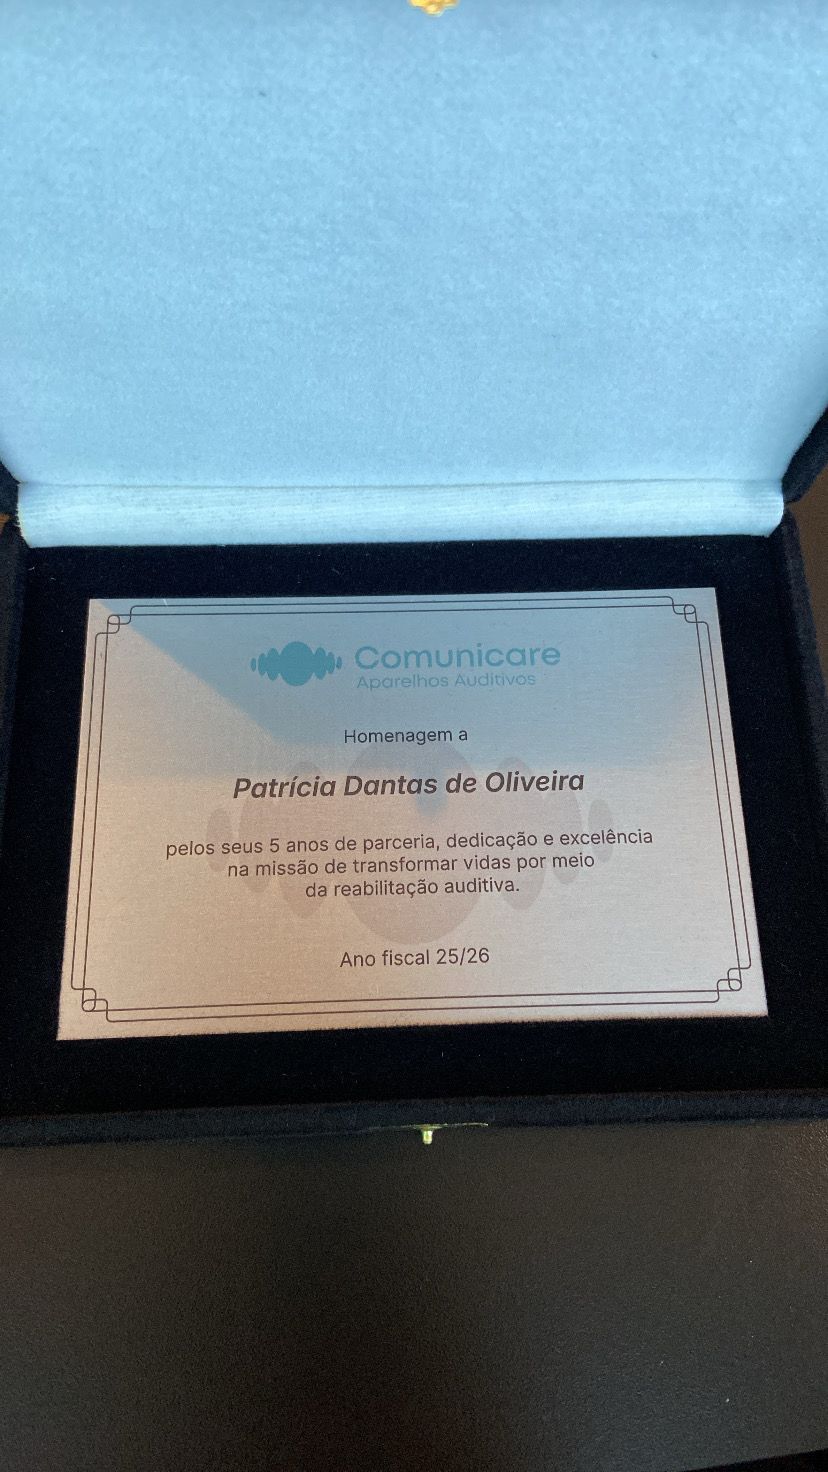 Comunicare
Aparelhos Auditivos
Homenagem a
Patrícia Dantas de Oliveira
pelos seus 5 anos de parceria, dedicação e excelência
na missão de transformar vidas por meio
da reabilitação auditiva.
Ano fiscal 25/26